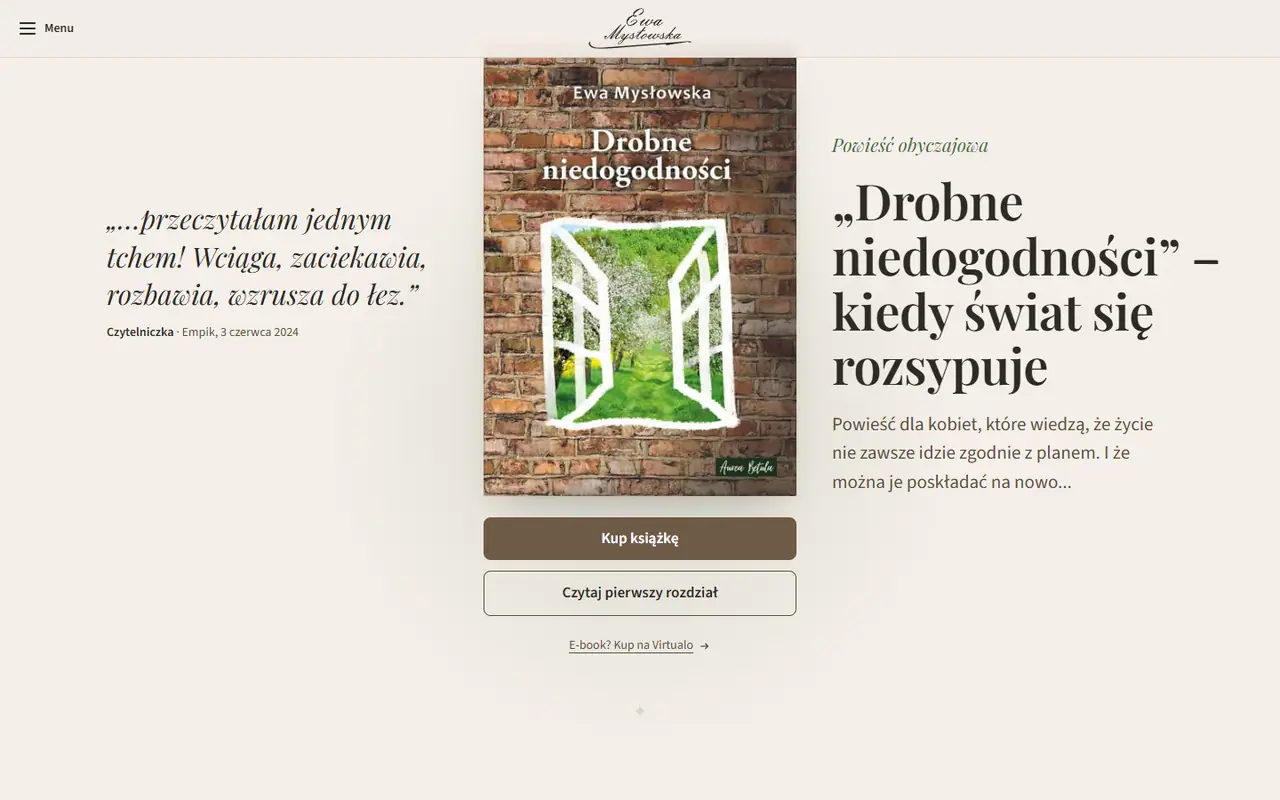 Menu
Ewa
Mysłowska
„…przeczytałam jednym
tchem! Wciąga, zaciekawia,
rozbawia, wzrusza do łez.”
Czytelniczka · Empik, 3 czerwca 2024
Ewa Mysłowska
Drobne
niedogodności
Aurea Betula
Kup książkę
Czytaj pierwszy rozdział
E-book? Kup na Virtualo →
Powieść obyczajowa
„Drobne
niedogodności” –
kiedy świat się
rozsypuje
Powieść dla kobiet, które wiedzą, że życie
nie zawsze idzie zgodnie z planem. I że
można je poskładać na nowo...